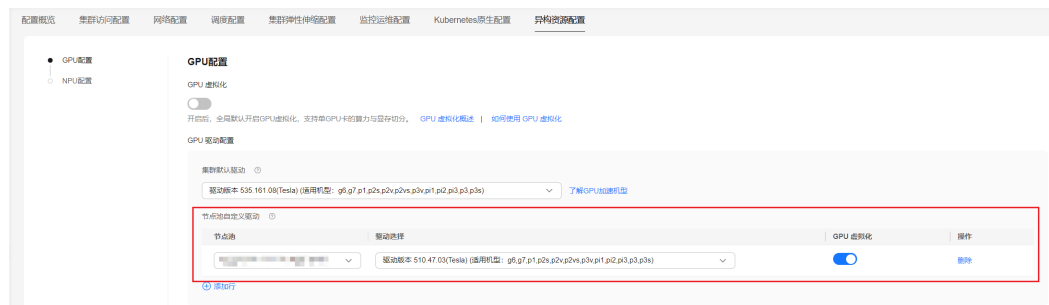 配置概览 集群访问配置 网络配置 调度配置 集群弹性伸缩配置 监控运维配置 Kubernetes原生配置 异构资源配置
GPU配置
NPU配置
GPU配置
GPU 虚拟化
开启后，全局默认开启GPU虚拟化，支持单GPU卡的算力与显存切分。 GPU 虚拟化概述 | 如何使用 GPU 虚拟化
GPU 驱动配置
集群默认驱动
驱动版本 535.161.08(Tesla) (适用机型：g6,g7,p1,p2s,p2v,p2vs,p3v,pi1,pi2,pi3,p3,p3s) 了解GPU加速机型
节点池自定义驱动
节点池 驱动选择 GPU 虚拟化 操作
驱动版本 510.47.03(Tesla) (适用机型：g6,g7,p1,p2s,p2v,p2vs,p3v,pi1,pi2,pi3,p3,p3s) 删除
添加行